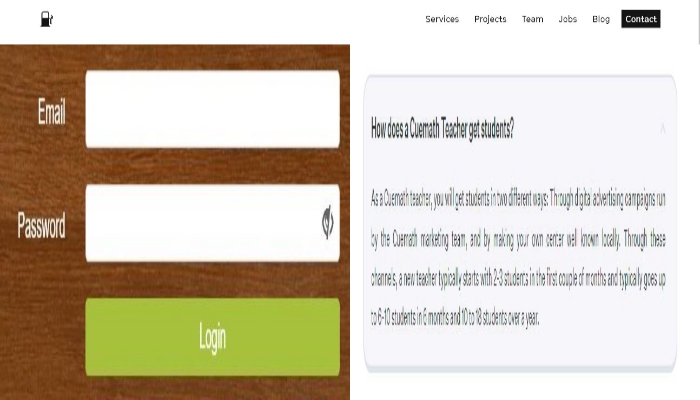 Services Projects Team Jobs Blog Contact
Email
Password
Login
How does a Cuemath Teacher get students?
As a Cuemath teacher, you will get students in two different ways: Through digital advertising campaigns run
by the Cuemath marketing team, and by making your own center well known locally. Through these
channels, a new teacher typically starts with 2-3 students in the first couple of months and typically goes up
to 6-10 students in 6 months and 10 to 18 students over a year.